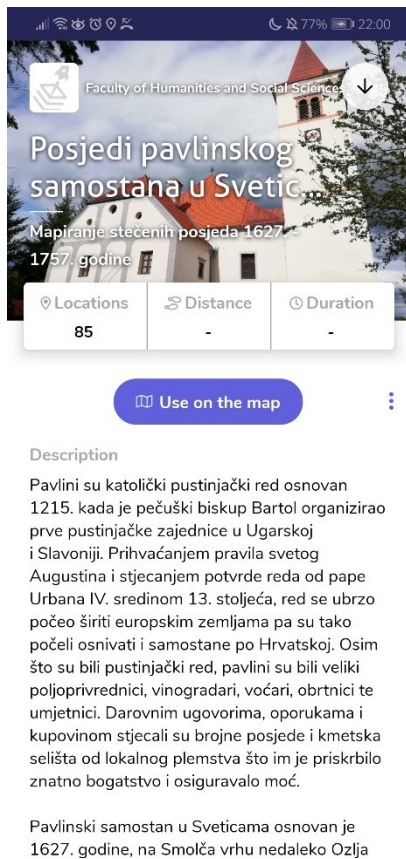 77% 22:00
Faculty of Humanities and Social Sciences
Posjedi pavlinskog
samostana u Svetic...
Mapiranje stečenih posjeda 1627. -
1757. godine
Locations Distance Duration
85 - -
Use on the map
Description
Pavlini su katolički pustinjački red osnovan
1215. kada je pečuški biskup Bartol organizirao
prve pustinjačke zajednice u Ugarskoj
i Slavoniji. Prihvaćanjem pravila svetog
Augustina i stjecanjem potvrde reda od pape
Urbana IV. sredinom 13. stoljeća, red se ubrzo
počeo širiti europskim zemljama pa su tako
počeli osnivati i samostane po Hrvatskoj. Osim
što su bili pustinjački red, pavlini su bili veliki
poljoprivrednici, vinogradari, voćari, obrtnici te
umjetnici. Darovnim ugovorima, oporukama i
kupovinom stjecali su brojne posjede i kmetska
selišta od lokalnog plemstva što im je priskrbilo
znatno bogatstvo i osiguravalo moć.
Pavlinski samostan u Sveticama osnovan je
1627. godine, na Smolča vrhu nedaleko Ozlja